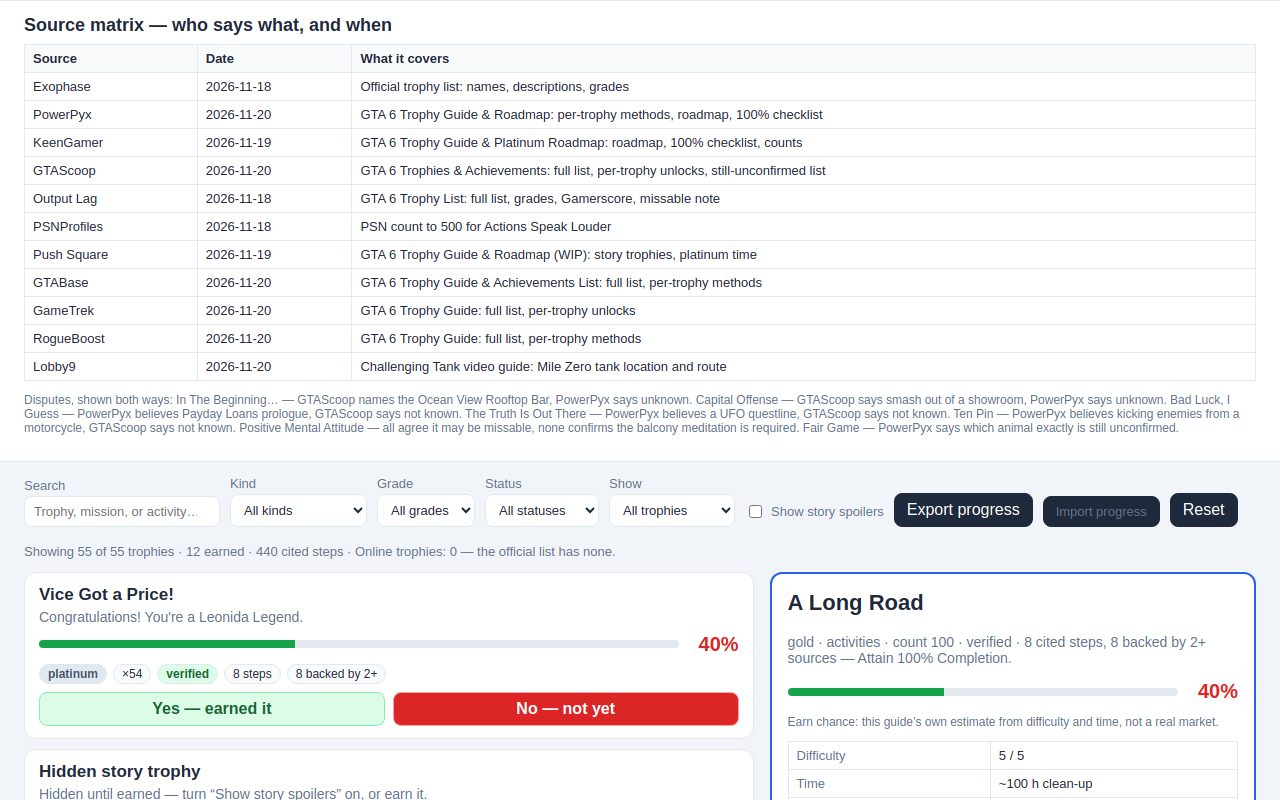 Source matrix — who says what, and when
Source Date What it covers
Exophase 2026-11-18 Official trophy list: names, descriptions, grades
PowerPyx 2026-11-20 GTA 6 Trophy Guide & Roadmap: per-trophy methods, roadmap, 100% checklist
KeenGamer 2026-11-19 GTA 6 Trophy Guide & Platinum Roadmap: roadmap, 100% checklist, counts
GTAScoop 2026-11-20 GTA 6 Trophies & Achievements: full list, per-trophy unlocks, still-unconfirmed list
Output Lag 2026-11-18 GTA 6 Trophy List: full list, grades, Gamerscore, missable note
PSNProfiles 2026-11-18 PSN count to 500 for Actions Speak Louder
Push Square 2026-11-19 GTA 6 Trophy Guide & Roadmap (WIP): story trophies, platinum time
GTABase 2026-11-20 GTA 6 Trophy Guide & Achievements List: full list, per-trophy methods
GameTrek 2026-11-20 GTA 6 Trophy Guide: full list, per-trophy unlocks
RogueBoost 2026-11-20 GTA 6 Trophy Guide: full list, per-trophy methods
Lobby9 2026-11-20 Challenging Tank video guide: Mile Zero tank location and route
Disputes, shown both ways: In The Beginning… — GTAScoop names the Ocean View Rooftop Bar, PowerPyx says unknown. Capital Offense — GTAScoop says smash out of a showroom, PowerPyx says unknown. Bad Luck, I
Guess — PowerPyx believes Payday Loans prologue, GTAScoop says not known. The Truth Is Out There — PowerPyx believes a UFO questline, GTAScoop says not known. Ten Pin — PowerPyx believes kicking enemies from a
motorcycle, GTAScoop says not known. Positive Mental Attitude — all agree it may be missable, none confirms the balcony meditation is required. Fair Game — PowerPyx says which animal exactly is still unconfirmed.
Search Kind Grade Status Show
Trophy, mission, or activity… All kinds All grades All statuses All trophies Show story spoilers Export progress Import progress Reset
Showing 55 of 55 trophies · 12 earned · 440 cited steps · Online trophies: 0 — the official list has none.
Vice Got a Price!
Congratulations! You're a Leonida Legend.
40%
platinum ×54 verified 8 steps 8 backed by 2+
Yes — earned it No — not yet
Hidden story trophy
Hidden until earned — turn “Show story spoilers” on, or earn it.
A Long Road
gold · activities · count 100 · verified · 8 cited steps, 8 backed by 2+
sources — Attain 100% Completion.
40%
Earn chance: this guide's own estimate from difficulty and time, not a real market.
Difficulty 5 / 5
Time ~100 h clean-up